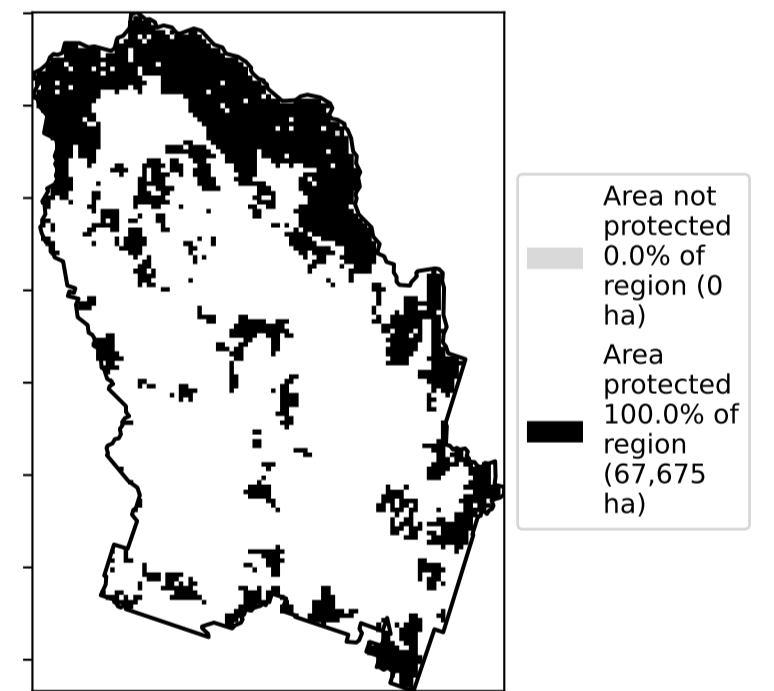 Area not
protected
0.0% of
region (0
ha)
Area
protected
100.0% of
region
(67,675
ha)